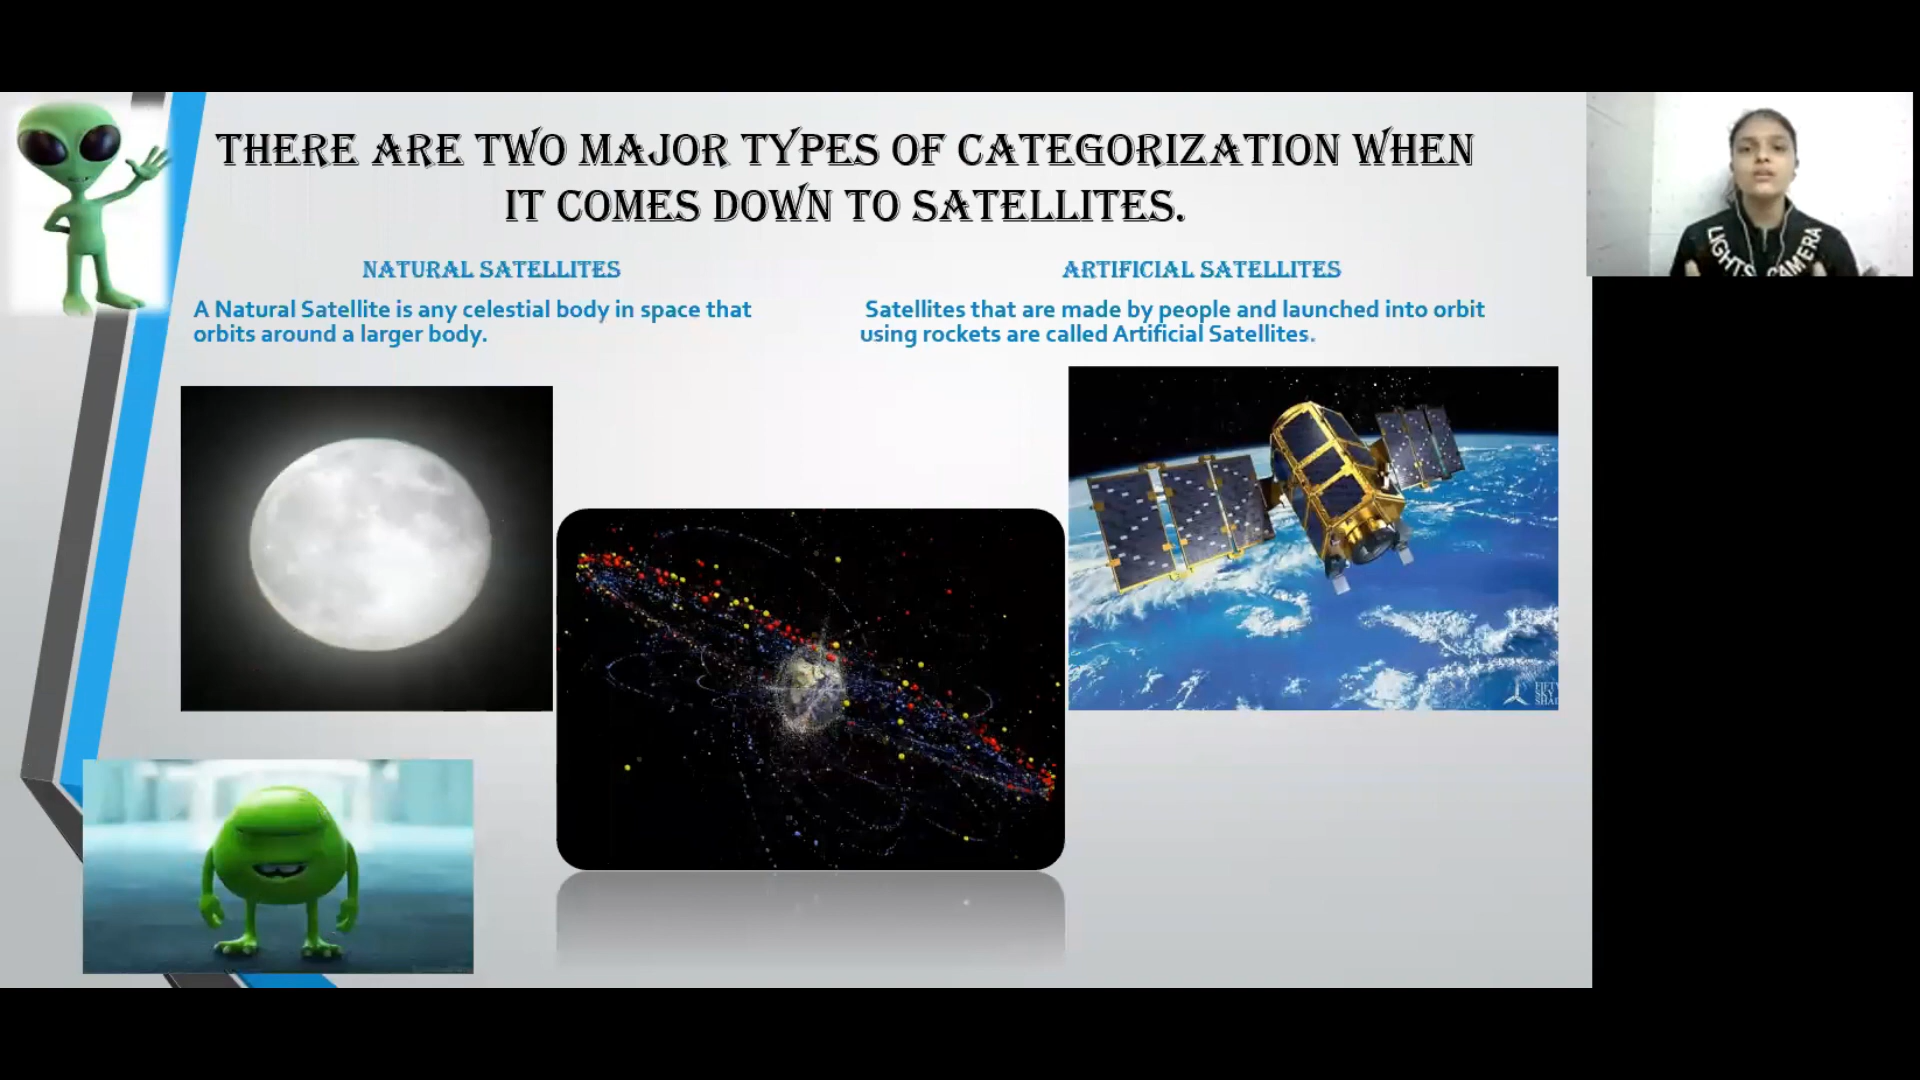 THERE ARE TWO MAJOR TYPES OF CATEGORIZATION WHEN
IT COMES DOWN TO SATELLITES.
NATURAL SATELLITES
A Natural Satellite is any celestial body in space that
orbits around a larger body.
ARTIFICIAL SATELLITES
Satellites that are made by people and launched into orbit
using rockets are called Artificial Satellites.
LIGHTS CAMERA